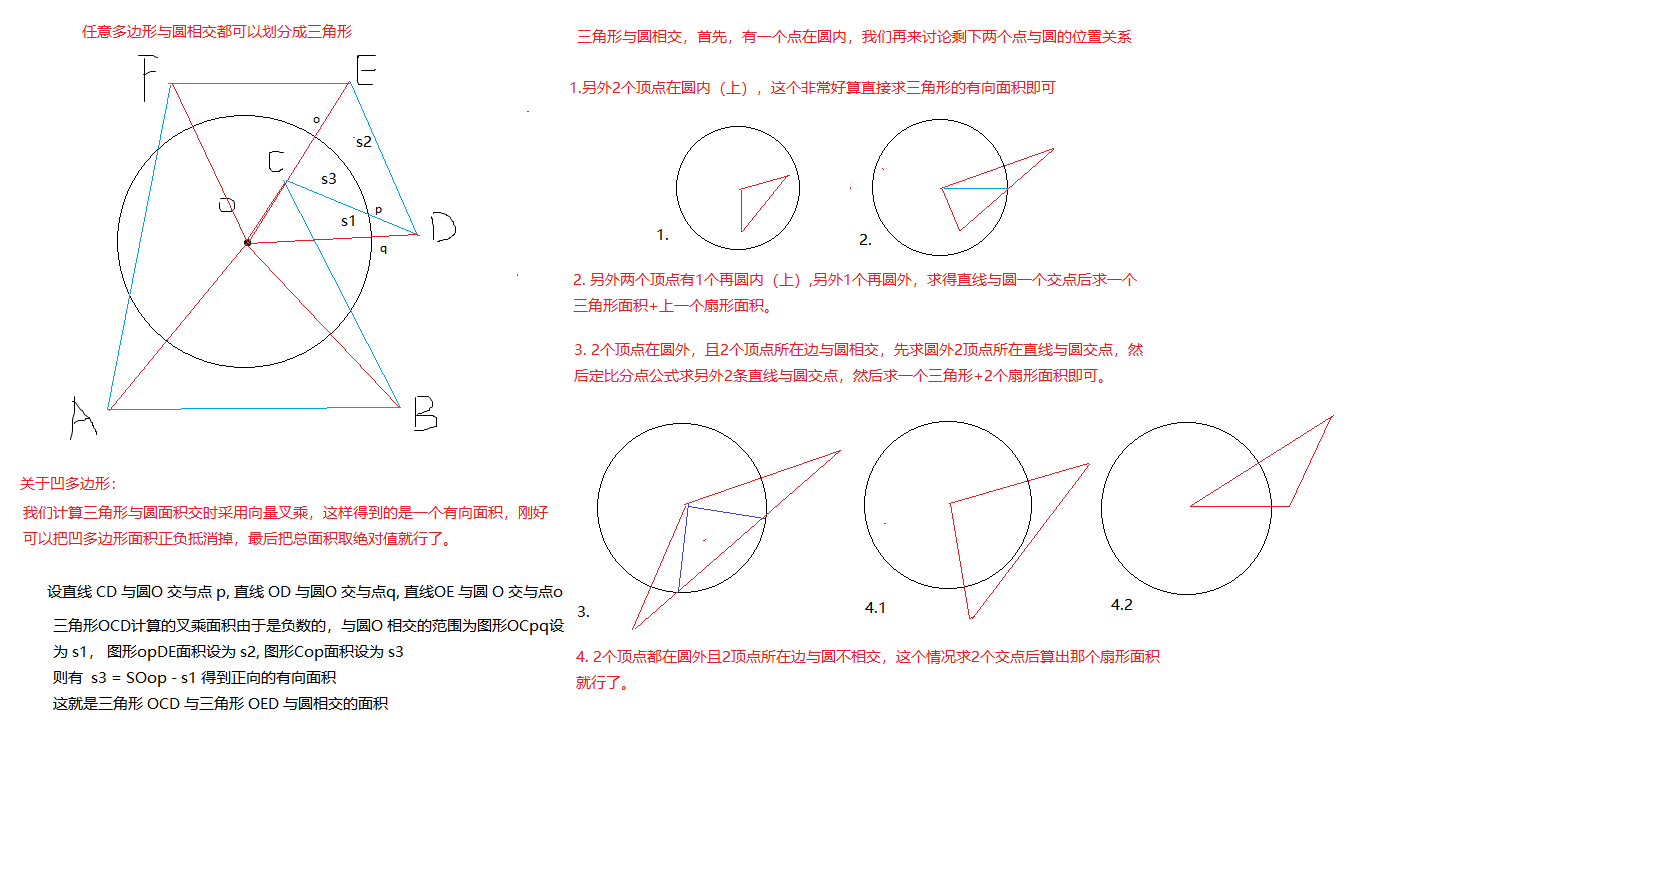 任意多边形与圆相交都可以划分成三角形
F
E
o
s2
C
s3
O
p
s1
D
q
A
B
关于凹多边形：
我们计算三角形与圆面积交时采用向量叉乘，这样得到的是一个有向面积，刚好
可以把凹多边形面积正负抵消掉，最后把总面积取绝对值就行了。
设直线 CD 与圆O 交与点 p, 直线 OD 与圆O 交与点q, 直线OE 与圆 O 交与点o
三角形OCD计算的叉乘面积由于是负数的，与圆O 相交的范围为图形OCpq设
为 s1， 图形opDE面积设为 s2, 图形Cop面积设为 s3
则有 s3 = SOop - s1 得到正向的有向面积
这就是三角形 OCD 与三角形 OED 与圆相交的面积
三角形与圆相交，首先，有一个点在圆内，我们再来讨论剩下两个点与圆的位置关系
1.另外2个顶点在圆内（上），这个非常好算直接求三角形的有向面积即可
1.
2.
2. 另外两个顶点有1个再圆内（上）,另外1个再圆外，求得直线与圆一个交点后求一个
三角形面积+上一个扇形面积。
3. 2个顶点在圆外，且2个顶点所在边与圆相交，先求圆外2顶点所在直线与圆交点，然
后定比分点公式求另外2条直线与圆交点，然后求一个三角形+2个扇形面积即可。
3.
4.1
4.2
4. 2个顶点都在圆外且2顶点所在边与圆不相交，这个情况求2个交点后算出那个扇形面积
就行了。